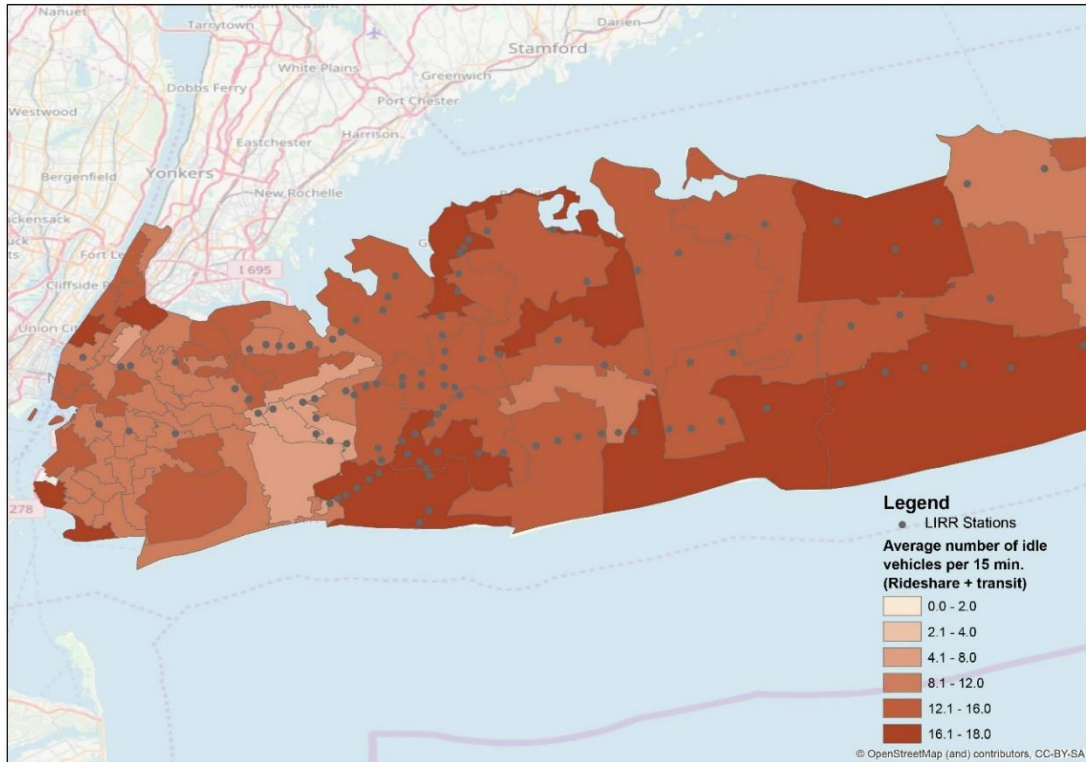 Nanuet
Tarrytown
Darien
Stamford
White Plains
Greenwich
Dobbs Ferry
Port Chester
Westwood
Harrison
Eastchester
Bergenfield
Yonkers
New Rochelle
ackensack
Fort Le
I 695
Cliffside
Union City
278
Legend
LIRR Stations
Average number of idle
vehicles per 15 min.
(Rideshare + transit)
0.0 - 2.0
2.1 - 4.0
4.1 - 8.0
8.1 - 12.0
12.1 - 16.0
16.1 - 18.0
© OpenStreetMap (and) contributors, CC-BY-SA